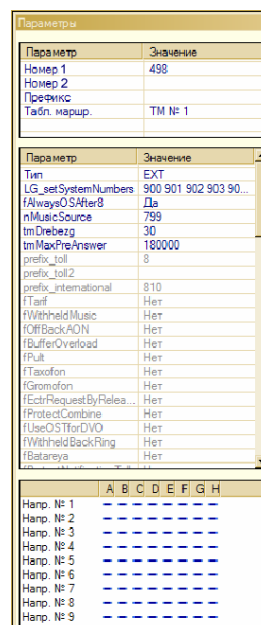 Параметры
Параметр Значение
Номер 1 498
Номер 2
Префикс
Табл. маршр. ТМ № 1
Параметр Значение
Тип EXT
LG_setSystemNumbers 900 901 902 903 90...
fAlwaysOSAfter8 Да
nMusicSource 799
tmDrebezg 30
tmMaxPreAnswer 180000
prefix_toll 8
prefix_toll2
prefix_international 810
fTarif Нет
fWithheldMusic Нет
fOffBackAON Нет
fBufferOverload Нет
fPult Нет
fTaxofon Нет
fGromofon Нет
fEctrRequestByRelea... Нет
fProtectCombine Нет
fUseOSTforDVO Нет
fWithheldBackRing Нет
fBatareya Нет
A B C D E F G H
Напр. № 1 – – – – – – – –
Напр. № 2 – – – – – – – –
Напр. № 3 – – – – – – – –
Напр. № 4 – – – – – – – –
Напр. № 5 – – – – – – – –
Напр. № 6 – – – – – – – –
Напр. № 7 – – – – – – – –
Напр. № 8 – – – – – – – –
Напр. № 9 – – – – – – – –